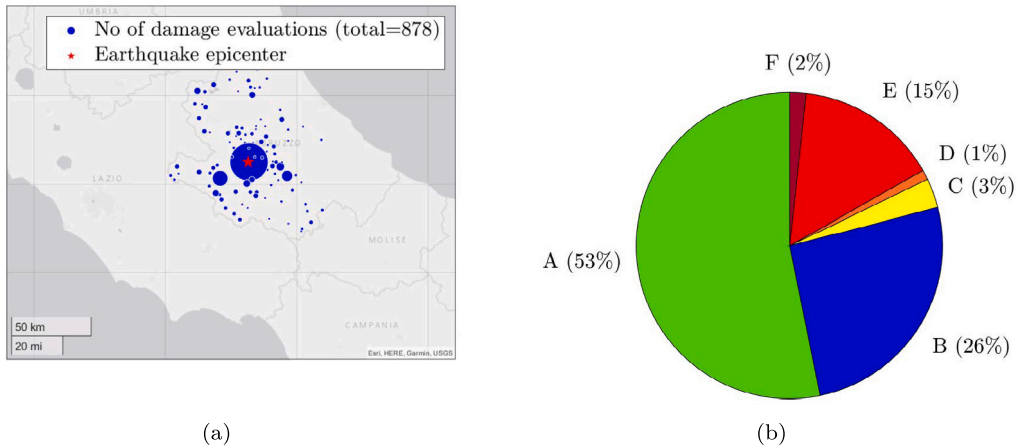 UMBRIA
No of damage evaluations (total=878)
Earthquake epicenter
LAZIO
MOLISE
CAMPANIA
50 km
20 mi
Esri, HERE, Garmin, USGS
(a)
F (2%)
E (15%)
D (1%)
C (3%)
A (53%)
B (26%)
(b)